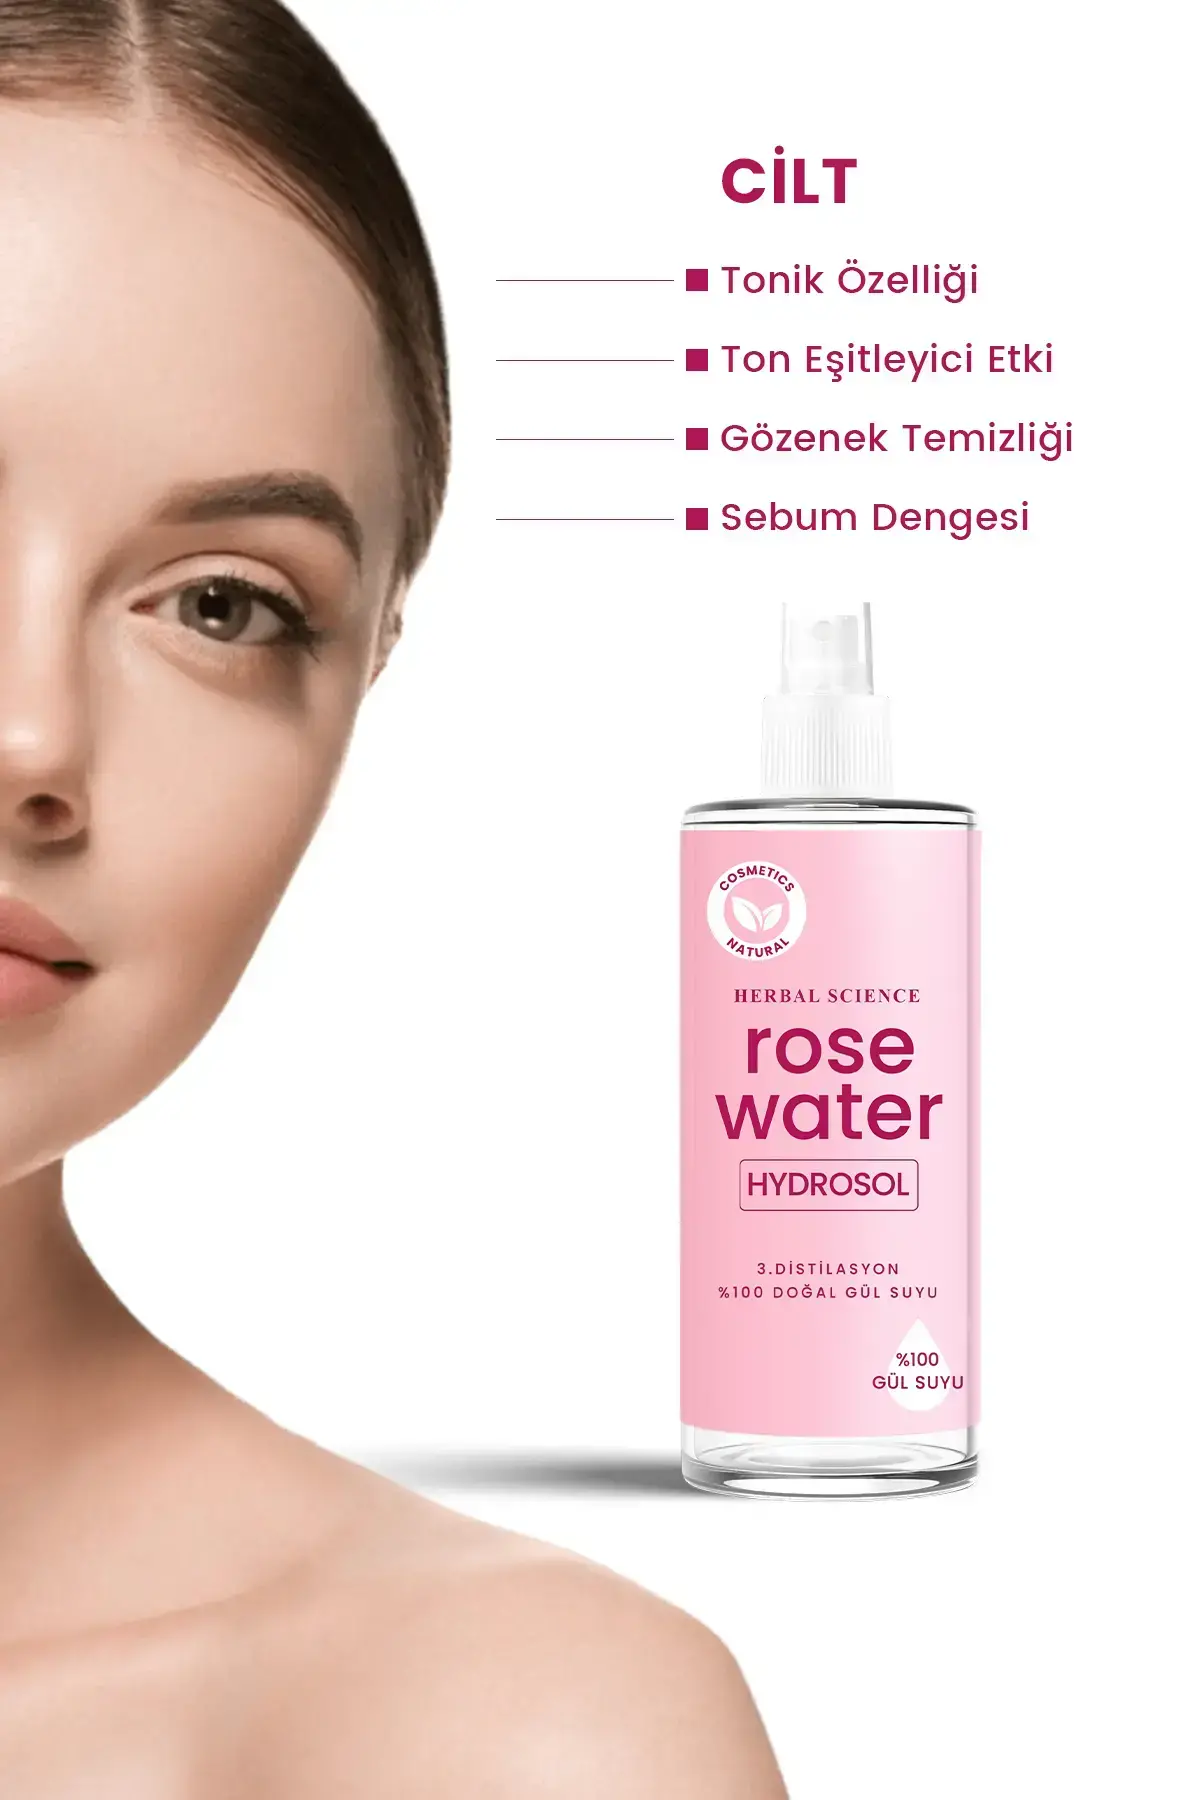 CİLT
Tonik Özelliği
Ton Eşitleyici Etki
Gözenek Temizliği
Sebum Dengesi
COSMETICS
NATURAL
HERBAL SCIENCE
rose
water
HYDROSOL
3.DİSTİLASYON
%100 DOĞAL GÜL SUYU
%100
GÜL SUYU